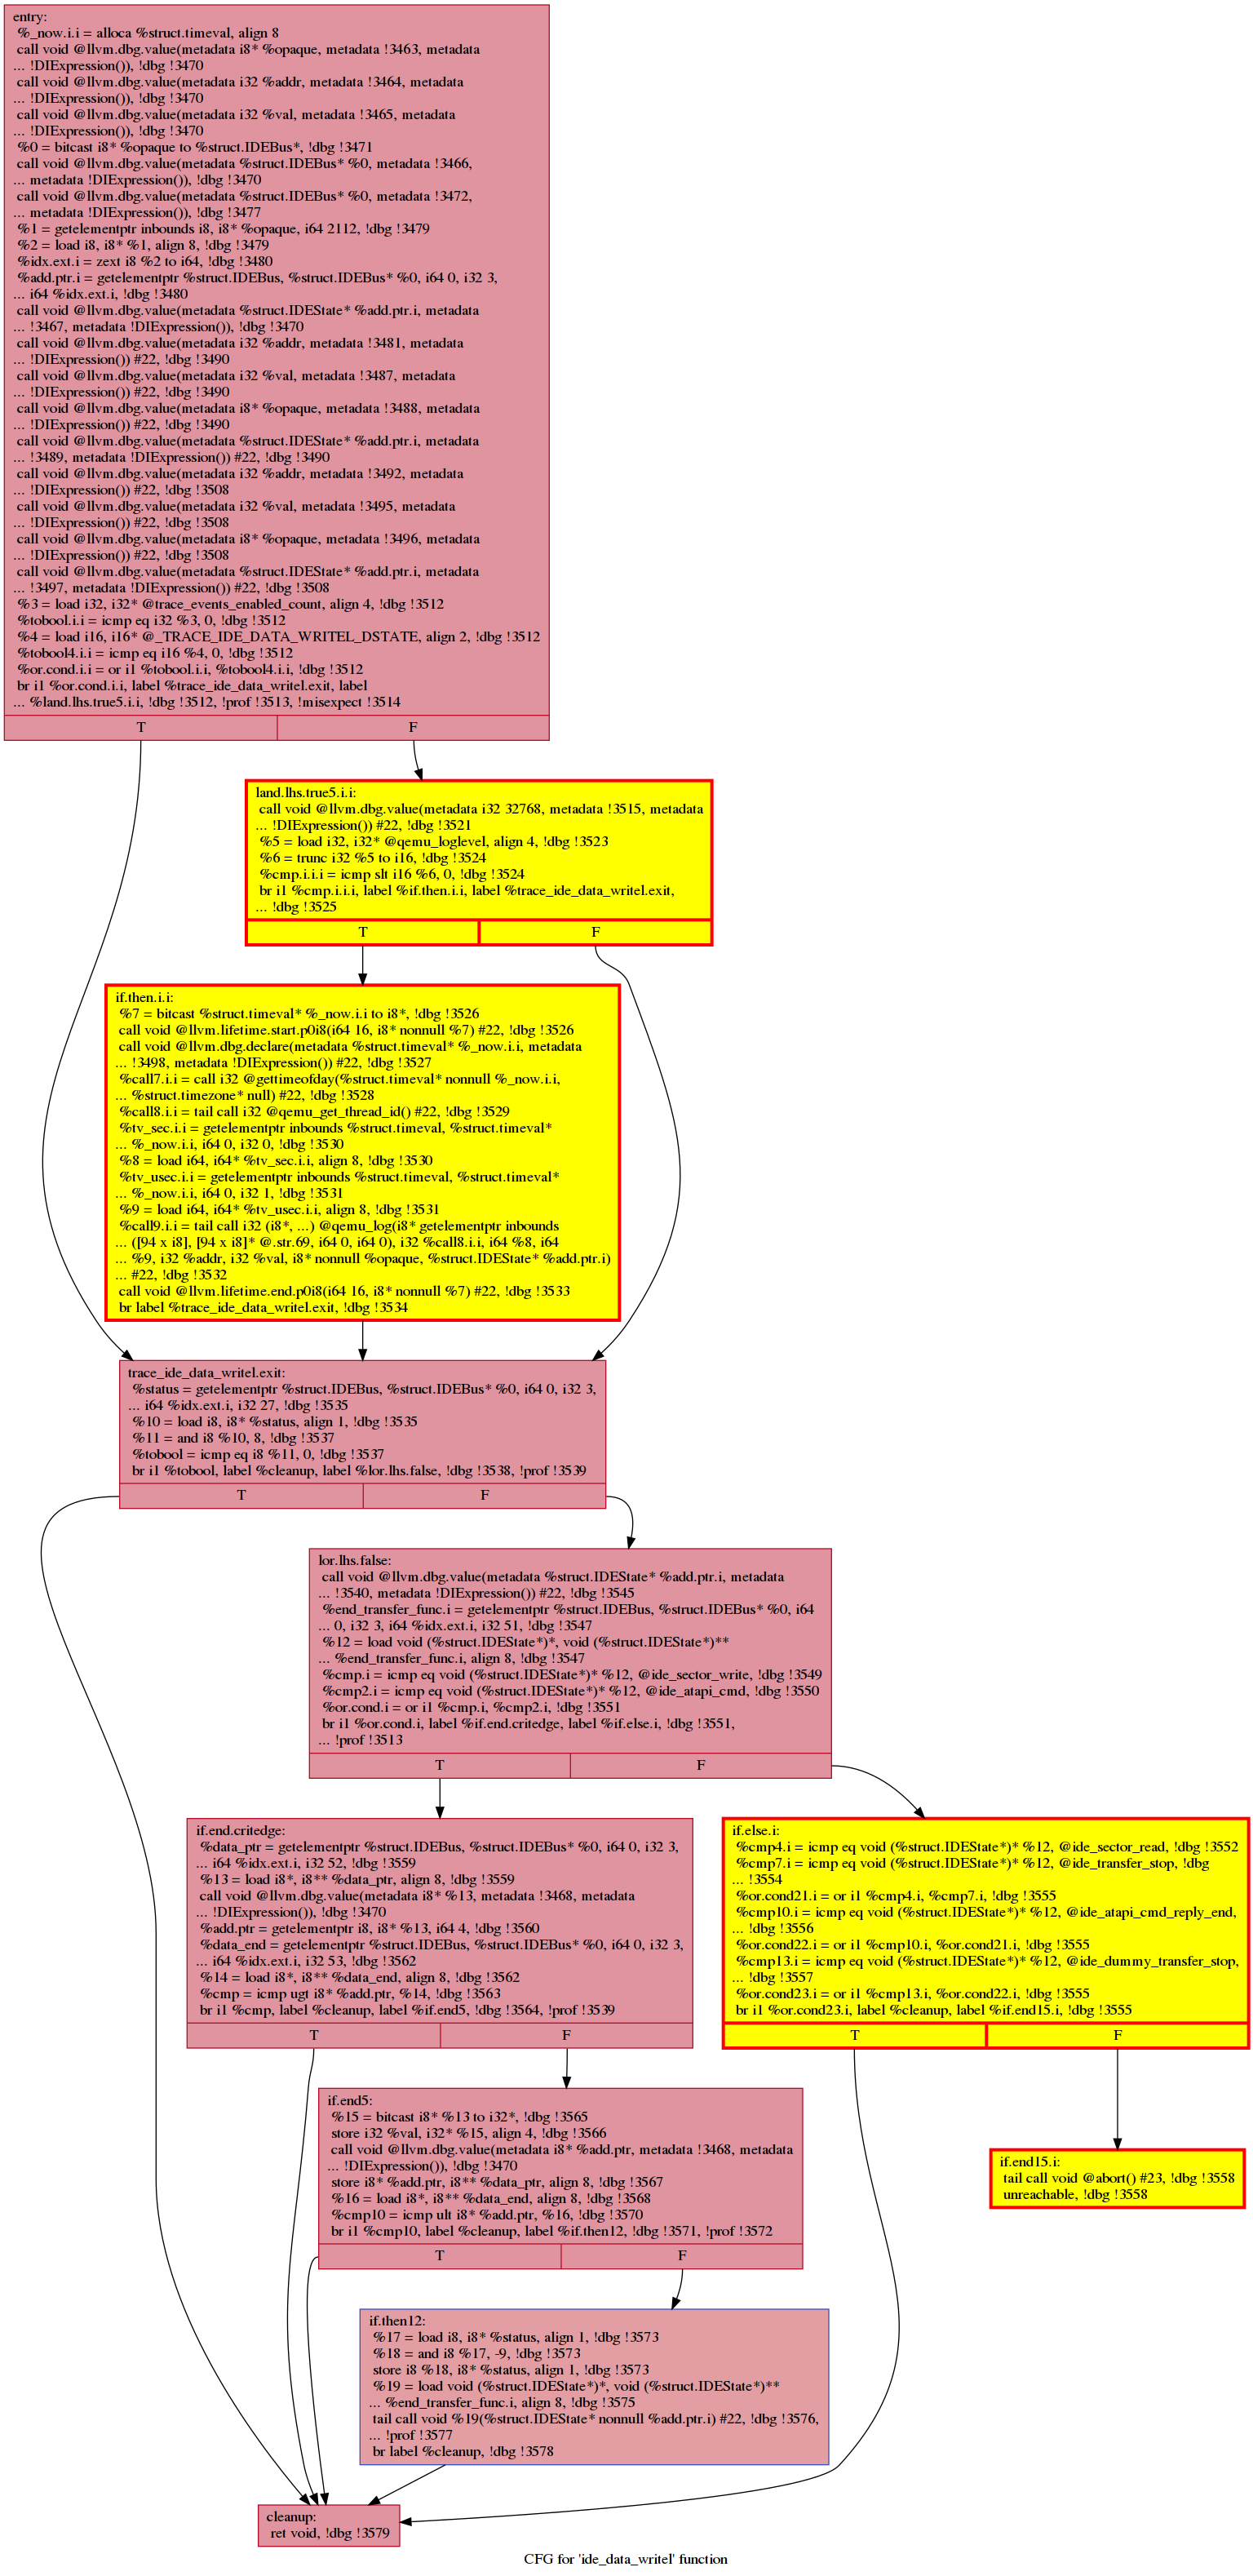 entry:
%_now.i.i = alloca %struct.timeval, align 8
call void @llvm.dbg.value(metadata i8* %opaque, metadata !3463, metadata
... !DIExpression()), !dbg !3470
call void @llvm.dbg.value(metadata i32 %addr, metadata !3464, metadata
... !DIExpression()), !dbg !3470
call void @llvm.dbg.value(metadata i32 %val, metadata !3465, metadata
... !DIExpression()), !dbg !3470
%0 = bitcast i8* %opaque to %struct.IDEBus*, !dbg !3471
call void @llvm.dbg.value(metadata %struct.IDEBus* %0, metadata !3466,
... metadata !DIExpression()), !dbg !3470
call void @llvm.dbg.value(metadata %struct.IDEBus* %0, metadata !3472,
... metadata !DIExpression()), !dbg !3477
%1 = getelementptr inbounds i8, i8* %opaque, i64 2112, !dbg !3479
%2 = load i8, i8* %1, align 8, !dbg !3479
%idx.ext.i = zext i8 %2 to i64, !dbg !3480
%add.ptr.i = getelementptr %struct.IDEBus, %struct.IDEBus* %0, i64 0, i32 3,
... i64 %idx.ext.i, !dbg !3480
call void @llvm.dbg.value(metadata %struct.IDEState* %add.ptr.i, metadata
... !3467, metadata !DIExpression()), !dbg !3470
call void @llvm.dbg.value(metadata i32 %addr, metadata !3481, metadata
... !DIExpression()) #22, !dbg !3490
call void @llvm.dbg.value(metadata i32 %val, metadata !3487, metadata
... !DIExpression()) #22, !dbg !3490
call void @llvm.dbg.value(metadata i8* %opaque, metadata !3488, metadata
... !DIExpression()) #22, !dbg !3490
call void @llvm.dbg.value(metadata %struct.IDEState* %add.ptr.i, metadata
... !3489, metadata !DIExpression()) #22, !dbg !3490
call void @llvm.dbg.value(metadata i32 %addr, metadata !3492, metadata
... !DIExpression()) #22, !dbg !3508
call void @llvm.dbg.value(metadata i32 %val, metadata !3495, metadata
... !DIExpression()) #22, !dbg !3508
call void @llvm.dbg.value(metadata i8* %opaque, metadata !3496, metadata
... !DIExpression()) #22, !dbg !3508
call void @llvm.dbg.value(metadata %struct.IDEState* %add.ptr.i, metadata
... !3497, metadata !DIExpression()) #22, !dbg !3508
%3 = load i32, i32* @trace_events_enabled_count, align 4, !dbg !3512
%tobool.i.i = icmp eq i32 %3, 0, !dbg !3512
%4 = load i16, i16* @_TRACE_IDE_DATA_WRITEL_DSTATE, align 2, !dbg !3512
%tobool4.i.i = icmp eq i16 %4, 0, !dbg !3512
%or.cond.i.i = or i1 %tobool.i.i, %tobool4.i.i, !dbg !3512
br i1 %or.cond.i.i, label %trace_ide_data_writel.exit, label
... %land.lhs.true5.i.i, !dbg !3512, !prof !3513, !misexpect !3514
T F
land.lhs.true5.i.i:
call void @llvm.dbg.value(metadata i32 32768, metadata !3515, metadata
... !DIExpression()) #22, !dbg !3521
%5 = load i32, i32* @qemu_loglevel, align 4, !dbg !3523
%6 = trunc i32 %5 to i16, !dbg !3524
%cmp.i.i.i = icmp slt i16 %6, 0, !dbg !3524
br i1 %cmp.i.i.i, label %if.then.i.i, label %trace_ide_data_writel.exit,
... !dbg !3525
T F
if.then.i.i:
%7 = bitcast %struct.timeval* %_now.i.i to i8*, !dbg !3526
call void @llvm.lifetime.start.p0i8(i64 16, i8* nonnull %7) #22, !dbg !3526
call void @llvm.dbg.declare(metadata %struct.timeval* %_now.i.i, metadata
... !3498, metadata !DIExpression()) #22, !dbg !3527
%call7.i.i = call i32 @gettimeofday(%struct.timeval* nonnull %_now.i.i,
... %struct.timezone* null) #22, !dbg !3528
%call8.i.i = tail call i32 @qemu_get_thread_id() #22, !dbg !3529
%tv_sec.i.i = getelementptr inbounds %struct.timeval, %struct.timeval*
... %_now.i.i, i64 0, i32 0, !dbg !3530
%8 = load i64, i64* %tv_sec.i.i, align 8, !dbg !3530
%tv_usec.i.i = getelementptr inbounds %struct.timeval, %struct.timeval*
... %_now.i.i, i64 0, i32 1, !dbg !3531
%9 = load i64, i64* %tv_usec.i.i, align 8, !dbg !3531
%call9.i.i = tail call i32 (i8*, ...) @qemu_log(i8* getelementptr inbounds
... ([94 x i8], [94 x i8]* @.str.69, i64 0, i64 0), i32 %call8.i.i, i64 %8, i64
... %9, i32 %addr, i32 %val, i8* nonnull %opaque, %struct.IDEState* %add.ptr.i)
... #22, !dbg !3532
call void @llvm.lifetime.end.p0i8(i64 16, i8* nonnull %7) #22, !dbg !3533
br label %trace_ide_data_writel.exit, !dbg !3534
trace_ide_data_writel.exit:
%status = getelementptr %struct.IDEBus, %struct.IDEBus* %0, i64 0, i32 3,
... i64 %idx.ext.i, i32 27, !dbg !3535
%10 = load i8, i8* %status, align 1, !dbg !3535
%11 = and i8 %10, 8, !dbg !3537
%tobool = icmp eq i8 %11, 0, !dbg !3537
br i1 %tobool, label %cleanup, label %lor.lhs.false, !dbg !3538, !prof !3539
T F
lor.lhs.false:
call void @llvm.dbg.value(metadata %struct.IDEState* %add.ptr.i, metadata
... !3540, metadata !DIExpression()) #22, !dbg !3545
%end_transfer_func.i = getelementptr %struct.IDEBus, %struct.IDEBus* %0, i64
... 0, i32 3, i64 %idx.ext.i, i32 51, !dbg !3547
%12 = load void (%struct.IDEState*)*, void (%struct.IDEState*)**
... %end_transfer_func.i, align 8, !dbg !3547
%cmp.i = icmp eq void (%struct.IDEState*)* %12, @ide_sector_write, !dbg !3549
%cmp2.i = icmp eq void (%struct.IDEState*)* %12, @ide_atapi_cmd, !dbg !3550
%or.cond.i = or i1 %cmp.i, %cmp2.i, !dbg !3551
br i1 %or.cond.i, label %if.end.critedge, label %if.else.i, !dbg !3551,
... !prof !3513
T F
if.end.critedge:
%data_ptr = getelementptr %struct.IDEBus, %struct.IDEBus* %0, i64 0, i32 3,
... i64 %idx.ext.i, i32 52, !dbg !3559
%13 = load i8*, i8** %data_ptr, align 8, !dbg !3559
call void @llvm.dbg.value(metadata i8* %13, metadata !3468, metadata
... !DIExpression()), !dbg !3470
%add.ptr = getelementptr i8, i8* %13, i64 4, !dbg !3560
%data_end = getelementptr %struct.IDEBus, %struct.IDEBus* %0, i64 0, i32 3,
... i64 %idx.ext.i, i32 53, !dbg !3562
%14 = load i8*, i8** %data_end, align 8, !dbg !3562
%cmp = icmp ugt i8* %add.ptr, %14, !dbg !3563
br i1 %cmp, label %cleanup, label %if.end5, !dbg !3564, !prof !3539
T F
if.else.i:
%cmp4.i = icmp eq void (%struct.IDEState*)* %12, @ide_sector_read, !dbg !3552
%cmp7.i = icmp eq void (%struct.IDEState*)* %12, @ide_transfer_stop, !dbg
... !3554
%or.cond21.i = or i1 %cmp4.i, %cmp7.i, !dbg !3555
%cmp10.i = icmp eq void (%struct.IDEState*)* %12, @ide_atapi_cmd_reply_end,
... !dbg !3556
%or.cond22.i = or i1 %cmp10.i, %or.cond21.i, !dbg !3555
%cmp13.i = icmp eq void (%struct.IDEState*)* %12, @ide_dummy_transfer_stop,
... !dbg !3557
%or.cond23.i = or i1 %cmp13.i, %or.cond22.i, !dbg !3555
br i1 %or.cond23.i, label %cleanup, label %if.end15.i, !dbg !3555
T F
if.end5:
%15 = bitcast i8* %13 to i32*, !dbg !3565
store i32 %val, i32* %15, align 4, !dbg !3566
call void @llvm.dbg.value(metadata i8* %add.ptr, metadata !3468, metadata
... !DIExpression()), !dbg !3470
store i8* %add.ptr, i8** %data_ptr, align 8, !dbg !3567
%16 = load i8*, i8** %data_end, align 8, !dbg !3568
%cmp10 = icmp ult i8* %add.ptr, %16, !dbg !3570
br i1 %cmp10, label %cleanup, label %if.then12, !dbg !3571, !prof !3572
T F
if.end15.i:
tail call void @abort() #23, !dbg !3558
unreachable, !dbg !3558
if.then12:
%17 = load i8, i8* %status, align 1, !dbg !3573
%18 = and i8 %17, -9, !dbg !3573
store i8 %18, i8* %status, align 1, !dbg !3573
%19 = load void (%struct.IDEState*)*, void (%struct.IDEState*)**
... %end_transfer_func.i, align 8, !dbg !3575
tail call void %19(%struct.IDEState* nonnull %add.ptr.i) #22, !dbg !3576,
... !prof !3577
br label %cleanup, !dbg !3578
cleanup:
ret void, !dbg !3579
CFG for 'ide_data_writel' function